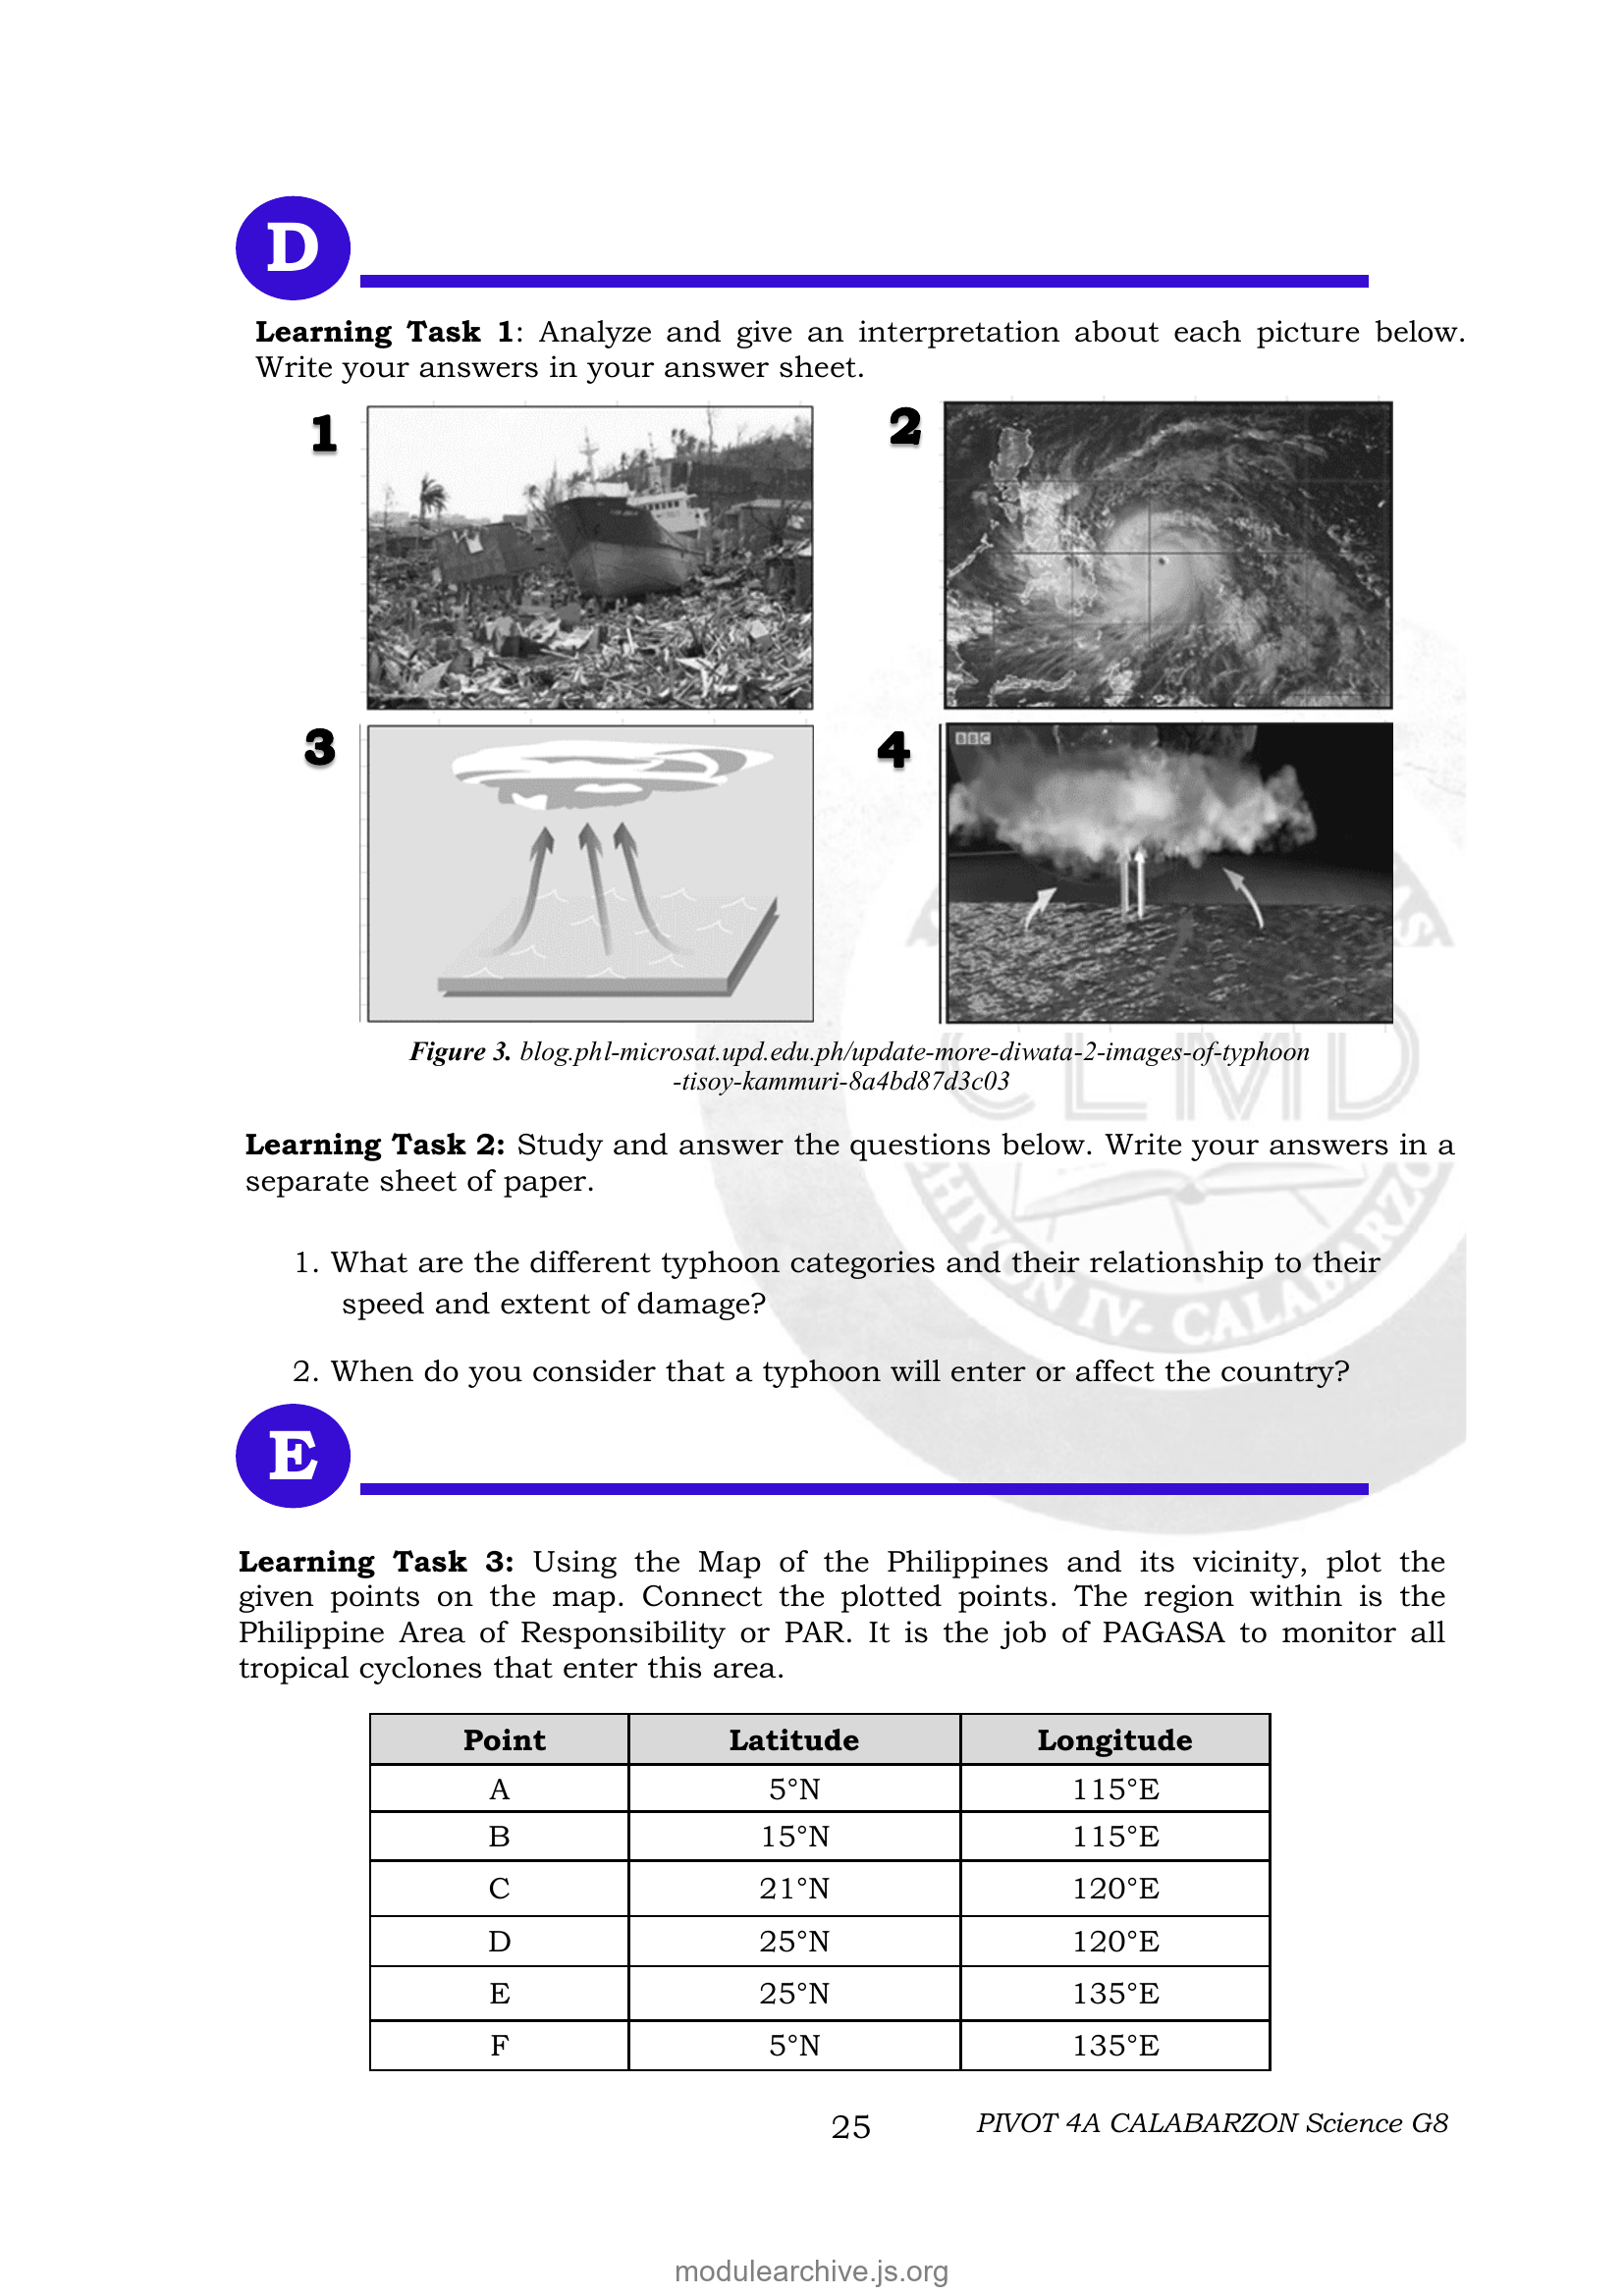 D
Learning Task 1: Analyze and give an interpretation about each picture below.
Write your answers in your answer sheet.
1
2
3
4
BBC
Figure 3. blog.phl-microsat.upd.edu.ph/update-more-diwata-2-images-of-typhoon
-tisoy-kammuri-8a4bd87d3c03
CLMD
HIYON IV- CALABARZO
Learning Task 2: Study and answer the questions below. Write your answers in a
separate sheet of paper.
1. What are the different typhoon categories and their relationship to their
speed and extent of damage?
2. When do you consider that a typhoon will enter or affect the country?
E
Learning Task 3: Using the Map of the Philippines and its vicinity, plot the
given points on the map. Connect the plotted points. The region within is the
Philippine Area of Responsibility or PAR. It is the job of PAGASA to monitor all
tropical cyclones that enter this area.
Point Latitude Longitude
A 5°N 115°E
B 15°N 115°E
C 21°N 120°E
D 25°N 120°E
E 25°N 135°E
F 5°N 135°E
25 PIVOT 4A CALABARZON Science G8
modulearchive.js.org